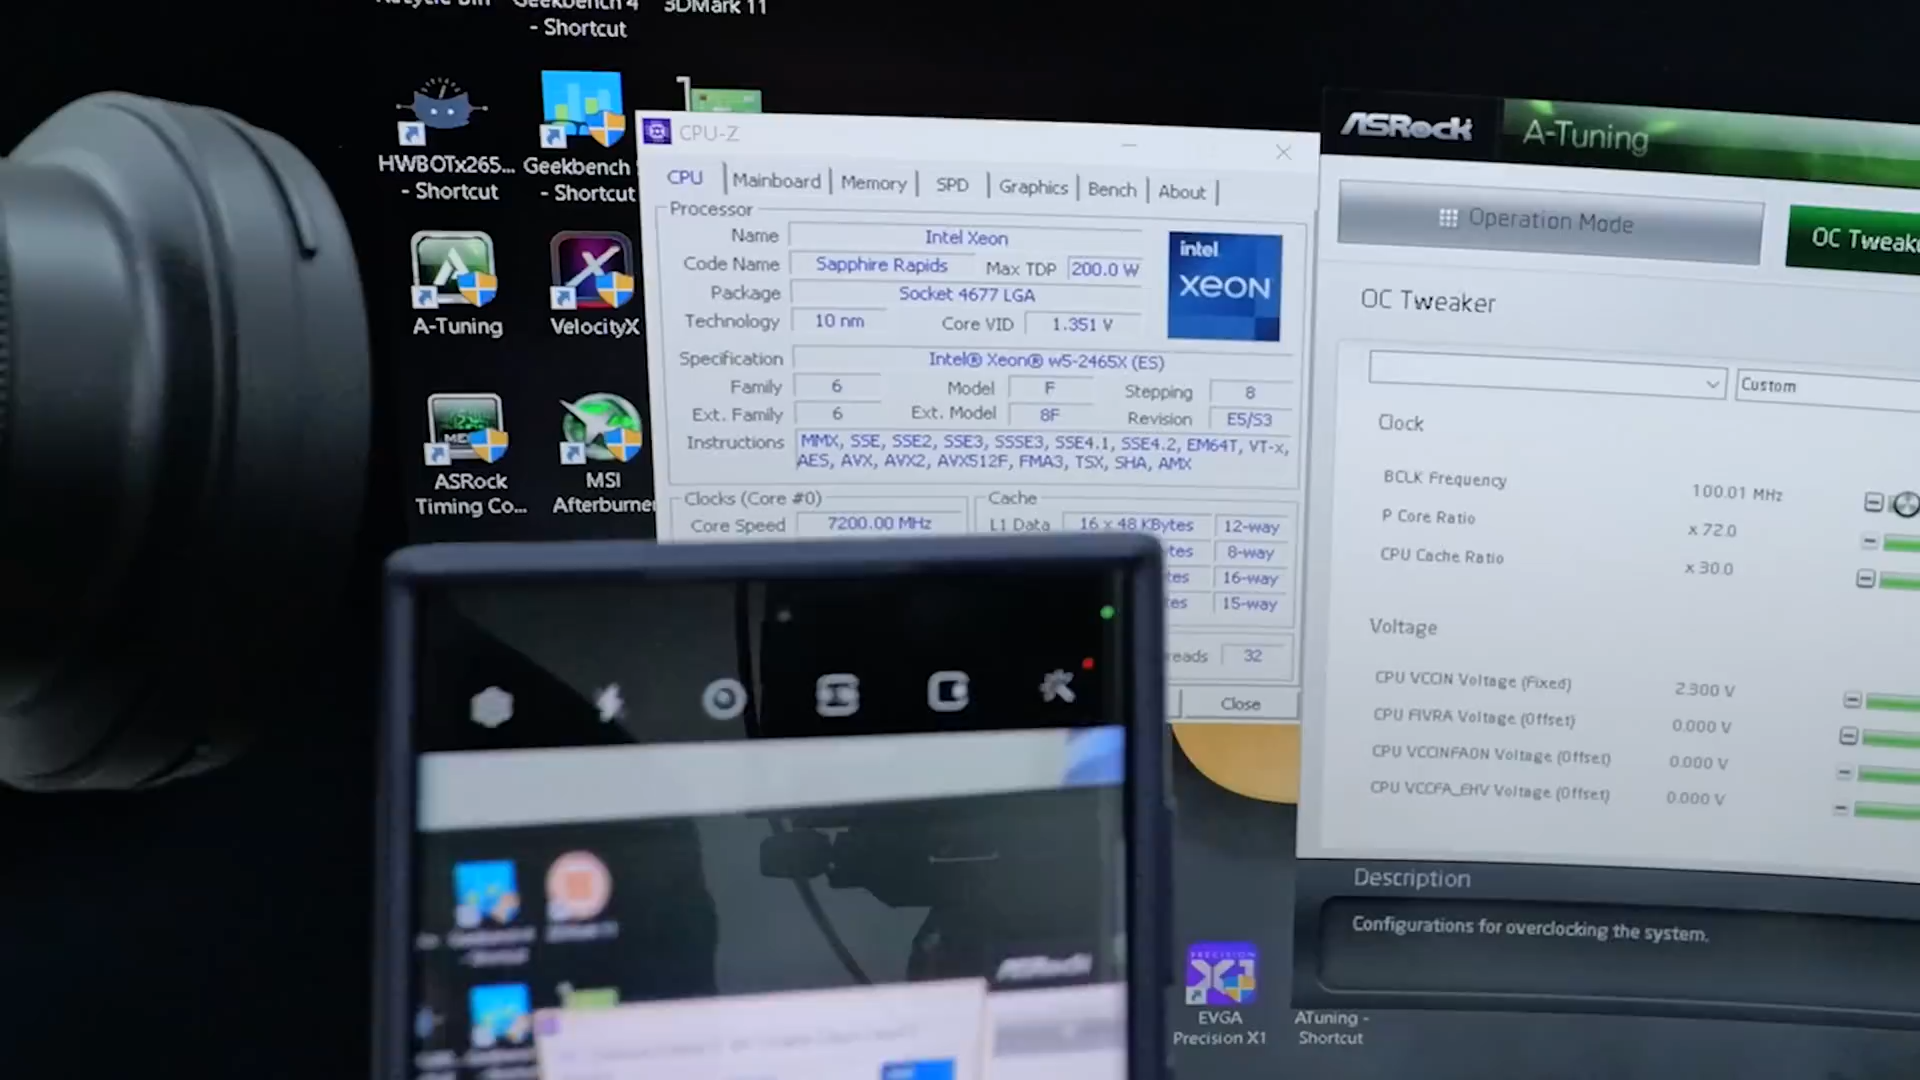 Geekbench 4
- Shortcut
3DMark 11
HWBOTx265...
- Shortcut
Geekbench
- Shortcut
A-Tuning
VelocityX
ASRock
Timing Co...
MSI
Afterburner
CPU-Z
CPU Mainboard Memory SPD Graphics Bench About
Processor
Name Intel Xeon
Code Name Sapphire Rapids Max TDP 200.0 W
Package Socket 4677 LGA
Technology 10 nm Core VID 1.351 V
intel
xeon
Specification Intel® Xeon® w5-2465X (ES)
Family 6 Model F Stepping 8
Ext. Family 6 Ext. Model 8F Revision E5/S3
Instructions MMX, SSE, SSE2, SSE3, SSSE3, SSE4.1, SSE4.2, EM64T, VT-x,
AES, AVX, AVX2, AVX512F, FMA3, TSX, SHA, AMX
Clocks (Core #0) Cache
Core Speed 7200.00 MHz L1 Data 16 x 48 KBytes 12-way
8-way
16-way
15-way
32
Close
ASRock A-Tuning
Operation Mode
OC Tweaker
Custom
Clock
BCLK Frequency 100.01 MHz
P Core Ratio x 72.0
CPU Cache Ratio x 30.0
Voltage
CPU VCCIN Voltage (Fixed) 2.300 V
CPU FIVRA Voltage (Offset) 0.000 V
CPU VCCINFAON Voltage (Offset) 0.000 V
CPU VCCFA_EHV Voltage (Offset) 0.000 V
Description
Configurations for overclocking the system.
ASRock
PRECISION
X1
EVGA
Precision X1
ATuning -
Shortcut